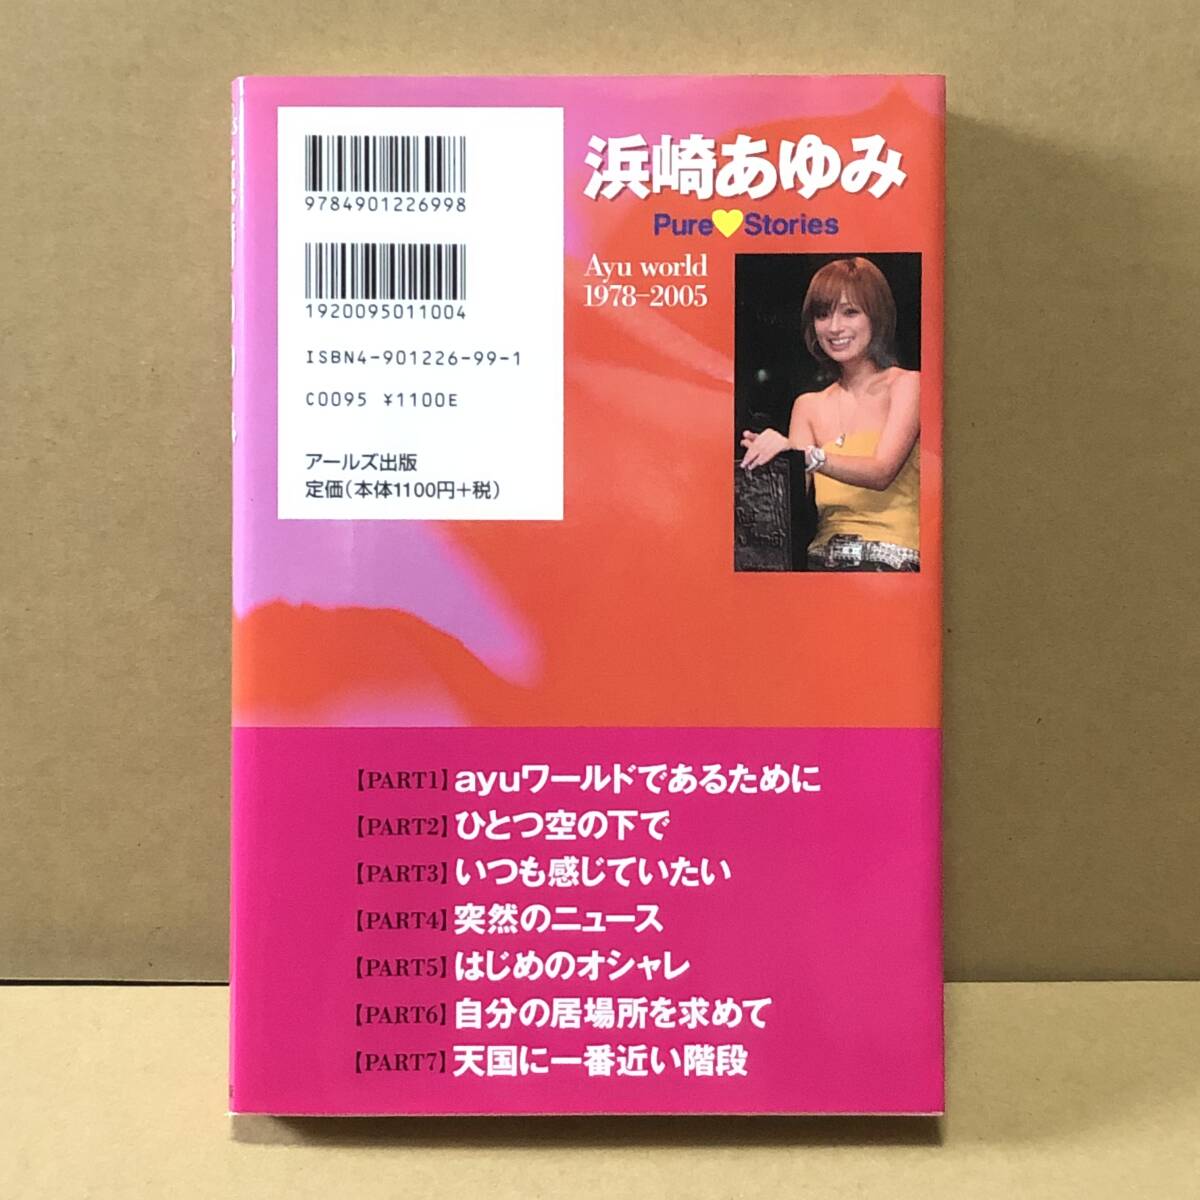 9784901226998
1920095011004
ISBN4-901226-99-1
C0095 ¥1100E
アールズ出版
定価(本体1100円+税)
浜崎あゆみ
Pure💛Stories
Ayu world
1978–2005
【PART1】ayuワールドであるために
【PART2】ひとつ空の下で
【PART3】いつも感じていたい
【PART4】突然のニュース
【PART5】はじめのオシャレ
【PART6】自分の居場所を求めて
【PART7】天国に一番近い階段